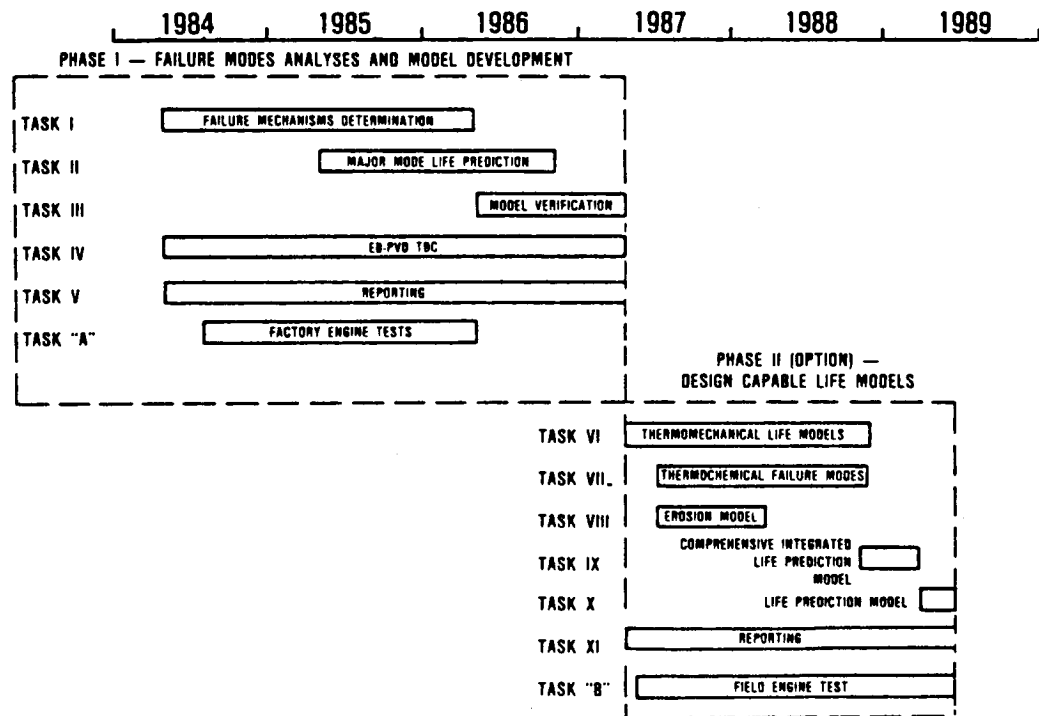 1984 1985 1986 1987 1988 1989
PHASE I — FAILURE MODES ANALYSES AND MODEL DEVELOPMENT
TASK I FAILURE MECHANISMS DETERMINATION
TASK II MAJOR MODE LIFE PREDICTION
TASK III MODEL VERIFICATION
TASK IV EB-PVD TBC
TASK V REPORTING
TASK "A" FACTORY ENGINE TESTS
PHASE II (OPTION) —
DESIGN CAPABLE LIFE MODELS
TASK VI THERMOMECHANICAL LIFE MODELS
TASK VII THERMOCHEMICAL FAILURE MODES
TASK VIII EROSION MODEL
TASK IX COMPREHENSIVE INTEGRATED
LIFE PREDICTION
MODEL
TASK X LIFE PREDICTION MODEL
TASK XI REPORTING
TASK "B" FIELD ENGINE TEST